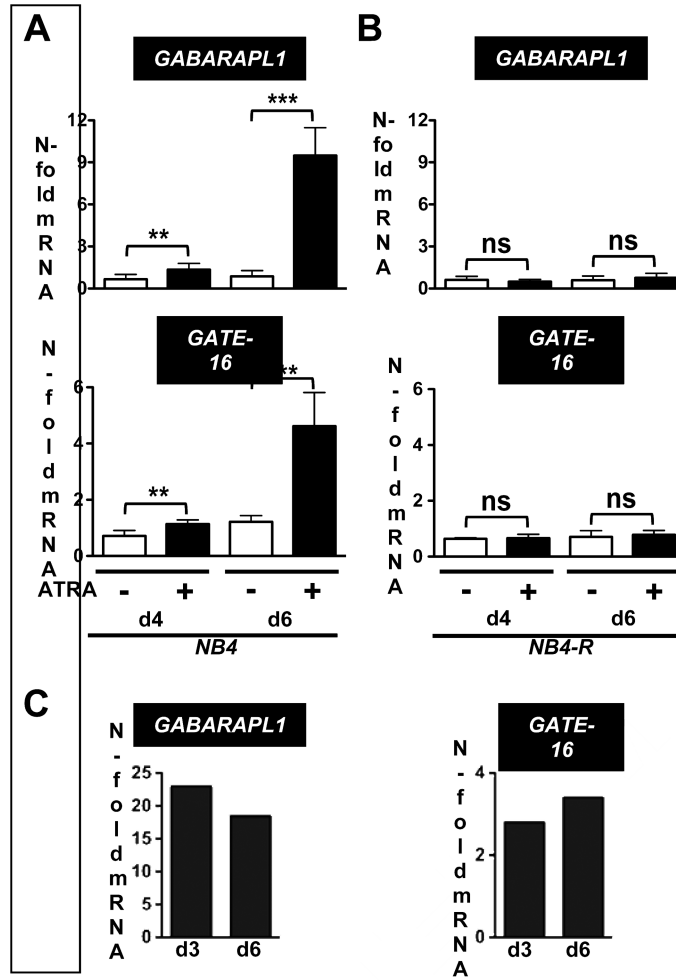 A
B
GABARAPL1
GABARAPL1
***
12
9
6
3
0
N-
fo
ld
m
R
N
A
**
12
9
6
3
0
N-
fo
ld
m
R
N
A
ns
ns
GATE-
16
GATE-
16
**
6
4
2
0
N
-
f
o
l
d
m
R
N
A
**
6
4
2
0
N
-
f
o
l
d
m
R
N
A
ns
ns
ATRA - + - +
d4 d6
NB4
- + - +
d4 d6
NB4-R
C
GABARAPL1
GATE-
16
N
-
f
o
l
d
m
R
N
A
25
20
15
10
5
0
d3 d6
N
-
f
o
l
d
m
R
N
A
4
2
0
d3 d6